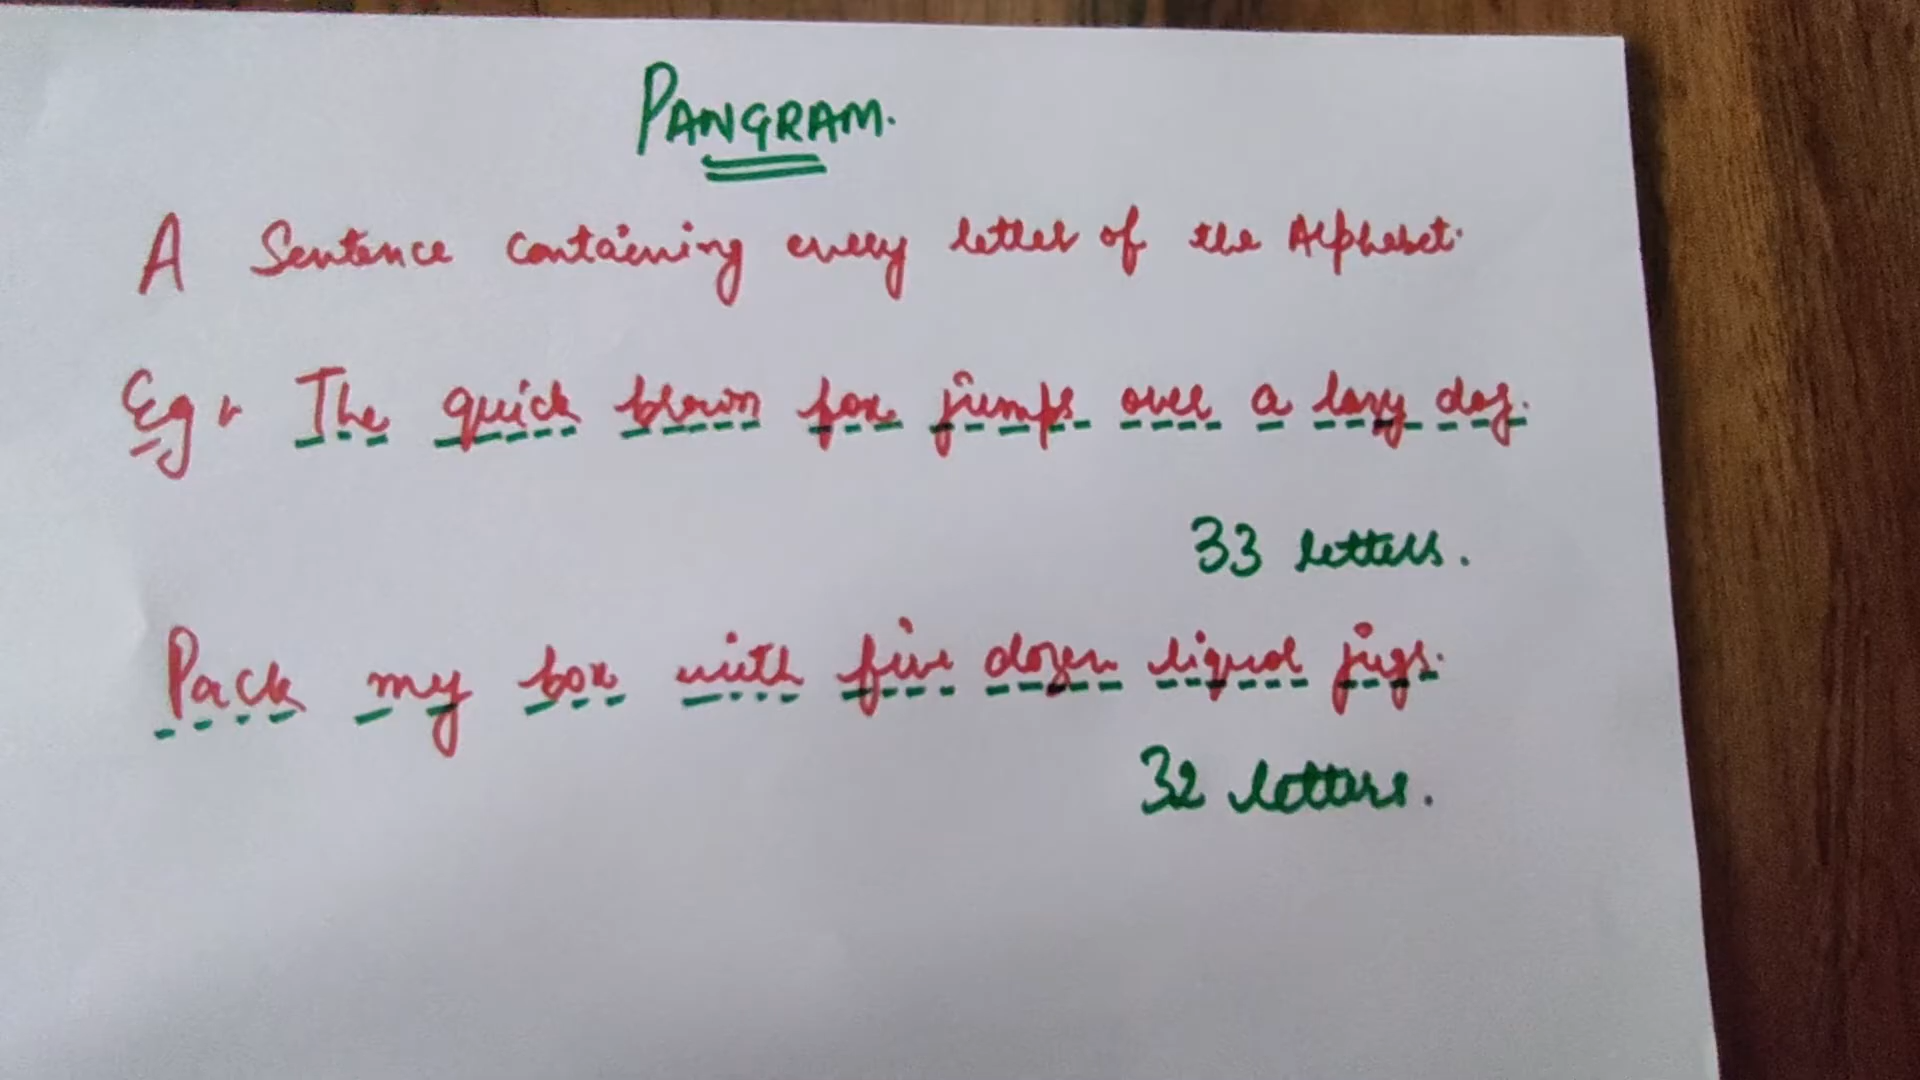 PANGRAM.
A Sentence containing every letter of the Alphabet.
Eg:- The quick brown fox jumps over a lazy dog.
33 letters.
Pack my box with five dozen liquid jugs.
32 letters.